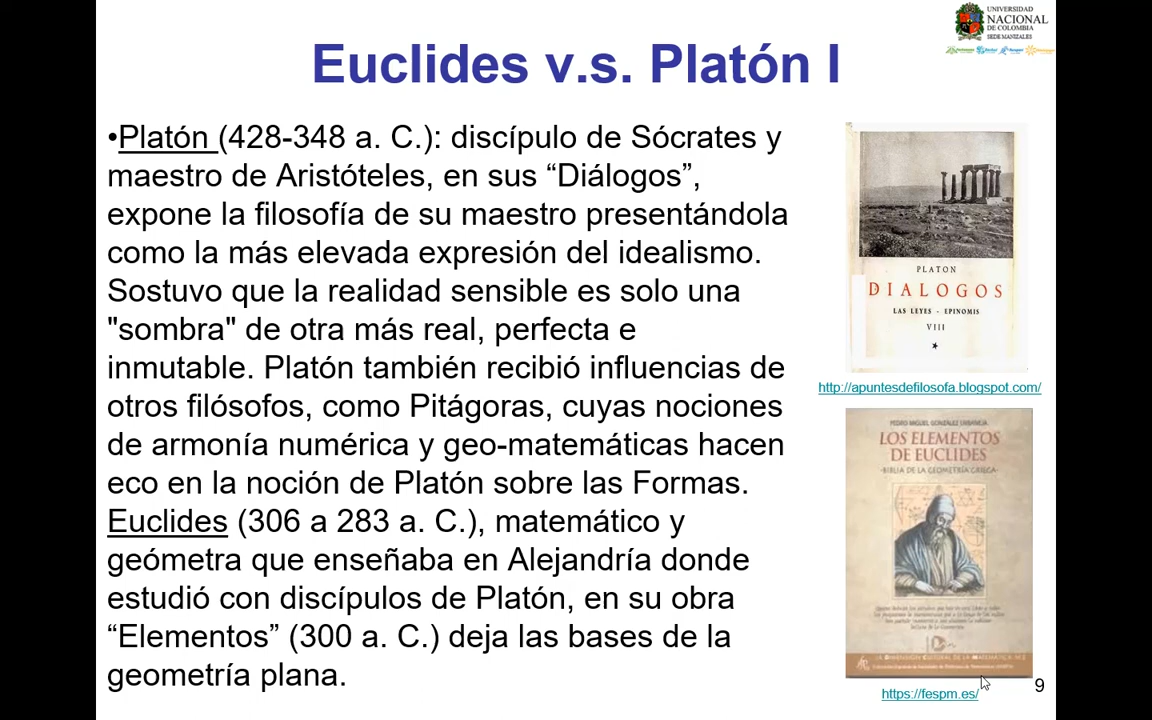 UNIVERSIDAD
NACIONAL
DE COLOMBIA
SEDE MANIZALES
Euclides v.s. Platón I
•Platón (428-348 a. C.): discípulo de Sócrates y
maestro de Aristóteles, en sus “Diálogos”,
expone la filosofía de su maestro presentándola
como la más elevada expresión del idealismo.
Sostuvo que la realidad sensible es solo una
"sombra" de otra más real, perfecta e
inmutable. Platón también recibió influencias de
otros filósofos, como Pitágoras, cuyas nociones
de armonía numérica y geo-matemáticas hacen
eco en la noción de Platón sobre las Formas.
Euclides (306 a 283 a. C.), matemático y
geómetra que enseñaba en Alejandría donde
estudió con discípulos de Platón, en su obra
“Elementos” (300 a. C.) deja las bases de la
geometría plana.
PLATON
DIALOGOS
LAS LEYES - EPINOMIS
VIII
http://apuntesdefilosofa.blogspot.com/
PEDRO MIGUEL GONZÁLEZ URBANEJA
LOS ELEMENTOS
DE EUCLIDES
-BIBLIA DE LA GEOMETRÍA GRIEGA-
LA DIMENSIÓN CULTURAL DE LA MATEMÁTICA
https://fespm.es/
9